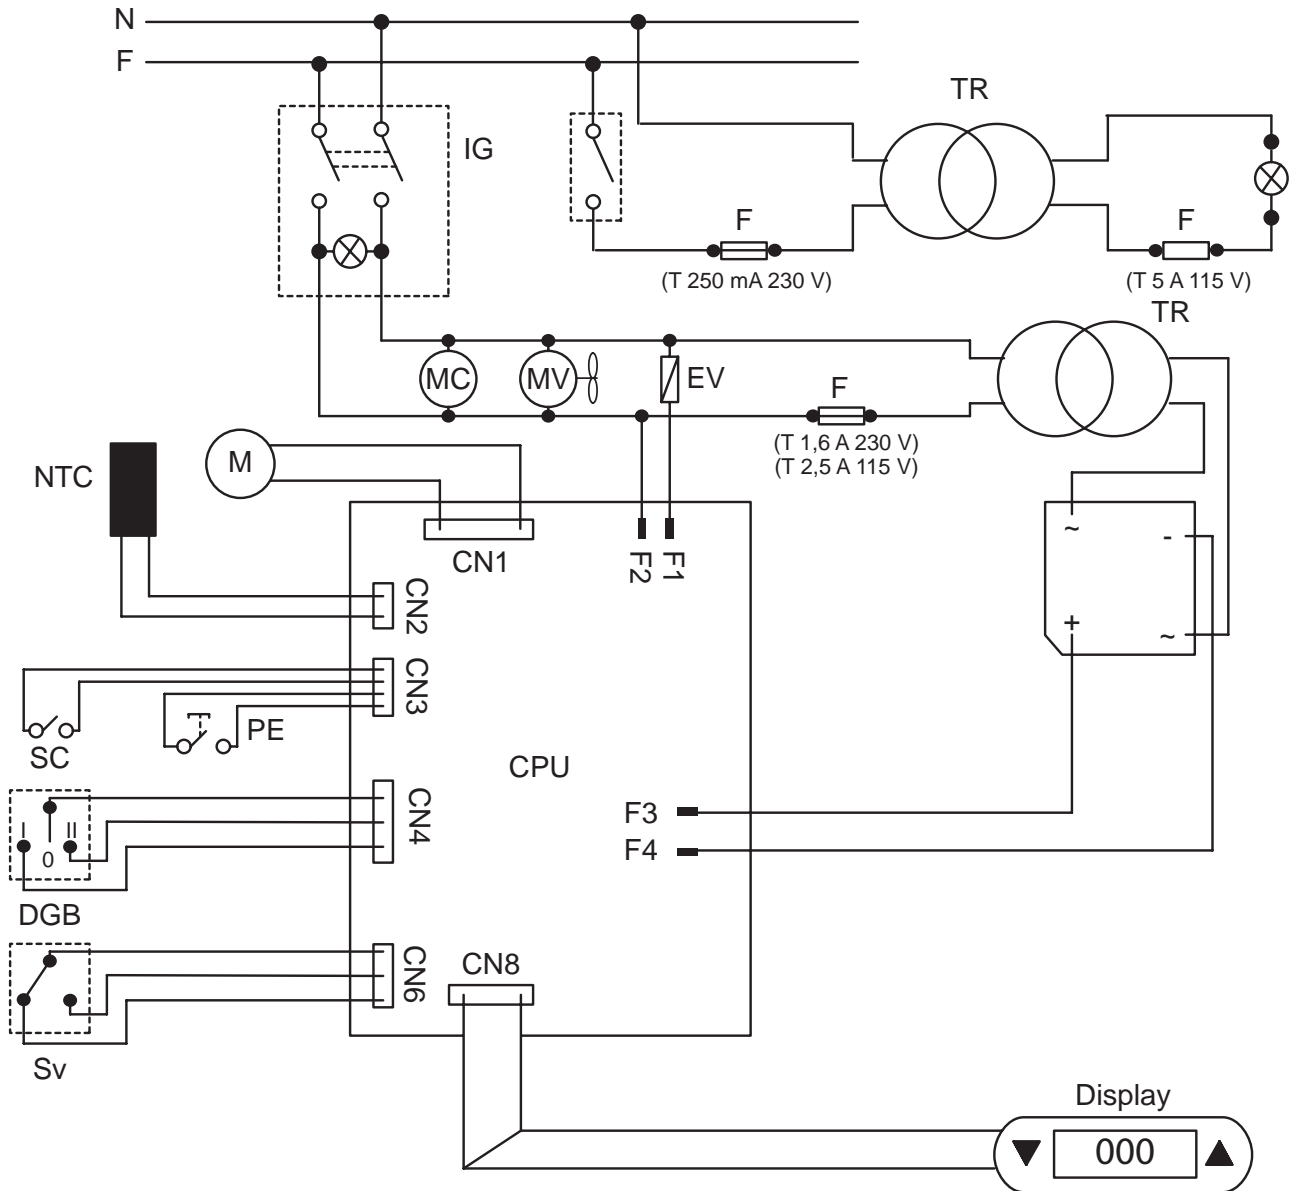 N
F
TR
IG
F
(T 250 mA 230 V)
F
(T 5 A 115 V)
TR
MC
MV
EV
F
(T 1,6 A 230 V)
(T 2,5 A 115 V)
NTC
M
CN1
F2
F1
~
-
+
~
CN2
CN3
SC
PE
CPU
CN4
I
II
0
DGB
F3
F4
CN6
CN8
Sv
Display
000